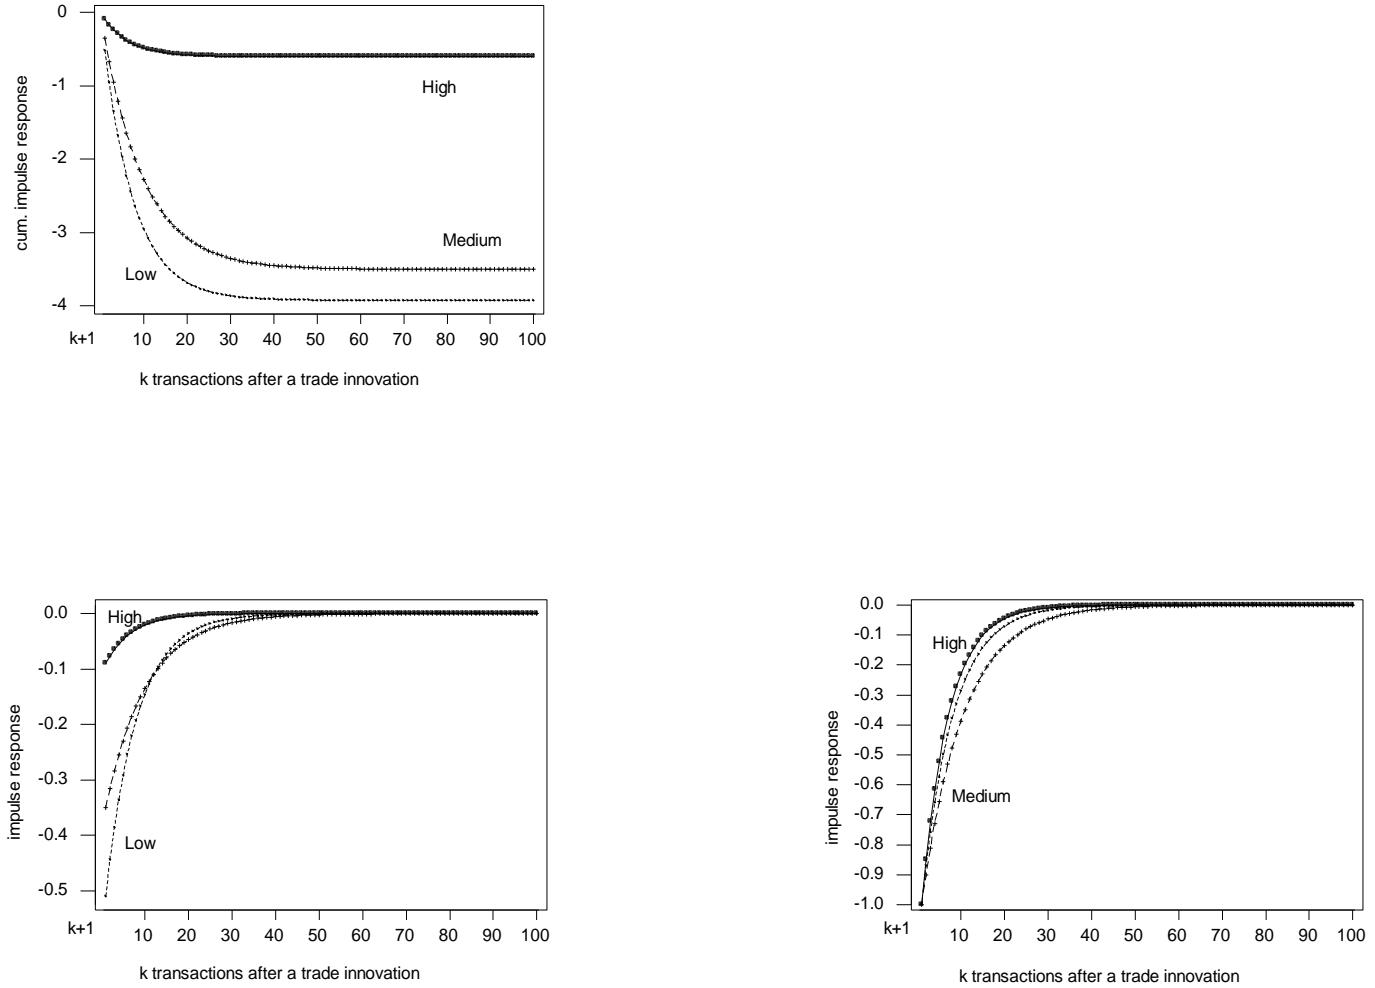 0
-1
-2
-3
-4
cum. impulse response
High
Medium
Low
k+1 10 20 30 40 50 60 70 80 90 100
k transactions after a trade innovation
0.0
-0.1
-0.2
-0.3
-0.4
-0.5
impulse response
High
Low
k+1 10 20 30 40 50 60 70 80 90 100
k transactions after a trade innovation
0.0
-0.1
-0.2
-0.3
-0.4
-0.5
-0.6
-0.7
-0.8
-0.9
-1.0
impulse response
High
Medium
k+1 10 20 30 40 50 60 70 80 90 100
k transactions after a trade innovation